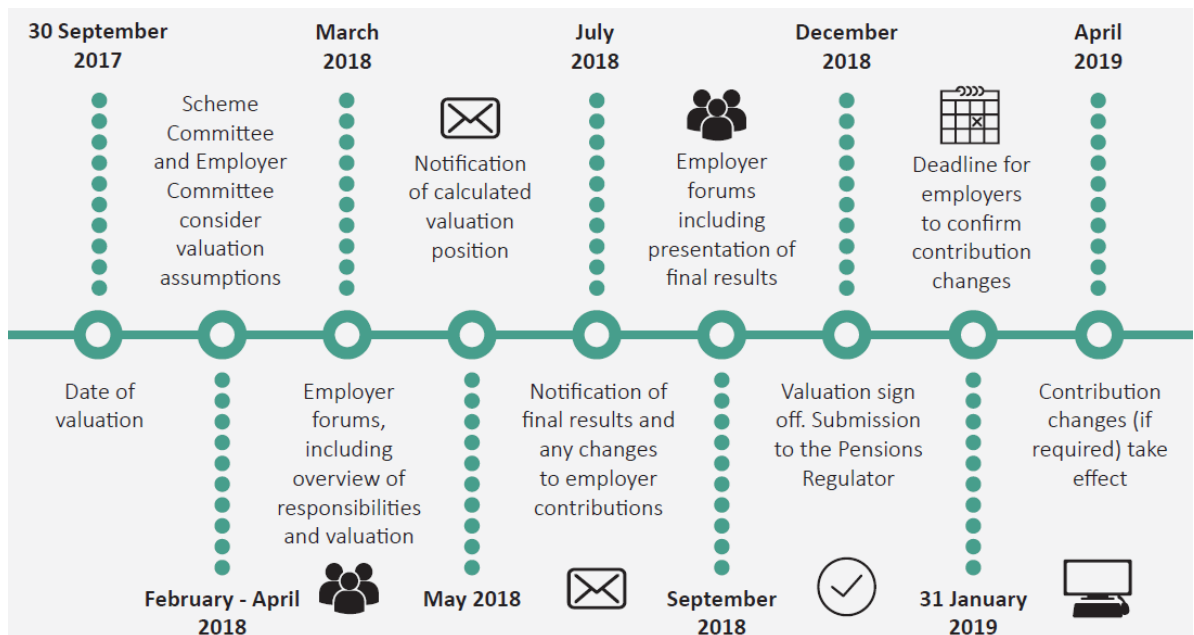 30 September
2017
Date of
valuation
Scheme
Committee
and Employer
Committee
consider
valuation
assumptions
February - April
2018
March
2018
Employer
forums,
including
overview of
responsibilities
and valuation
Notification
of calculated
valuation
position
May 2018
July
2018
Notification of
final results and
any changes
to employer
contributions
Employer
forums
including
presentation of
final results
September
2018
December
2018
Valuation sign
off. Submission
to the Pensions
Regulator
Deadline for
employers
to confirm
contribution
changes
31 January
2019
April
2019
Contribution
changes (if
required) take
effect